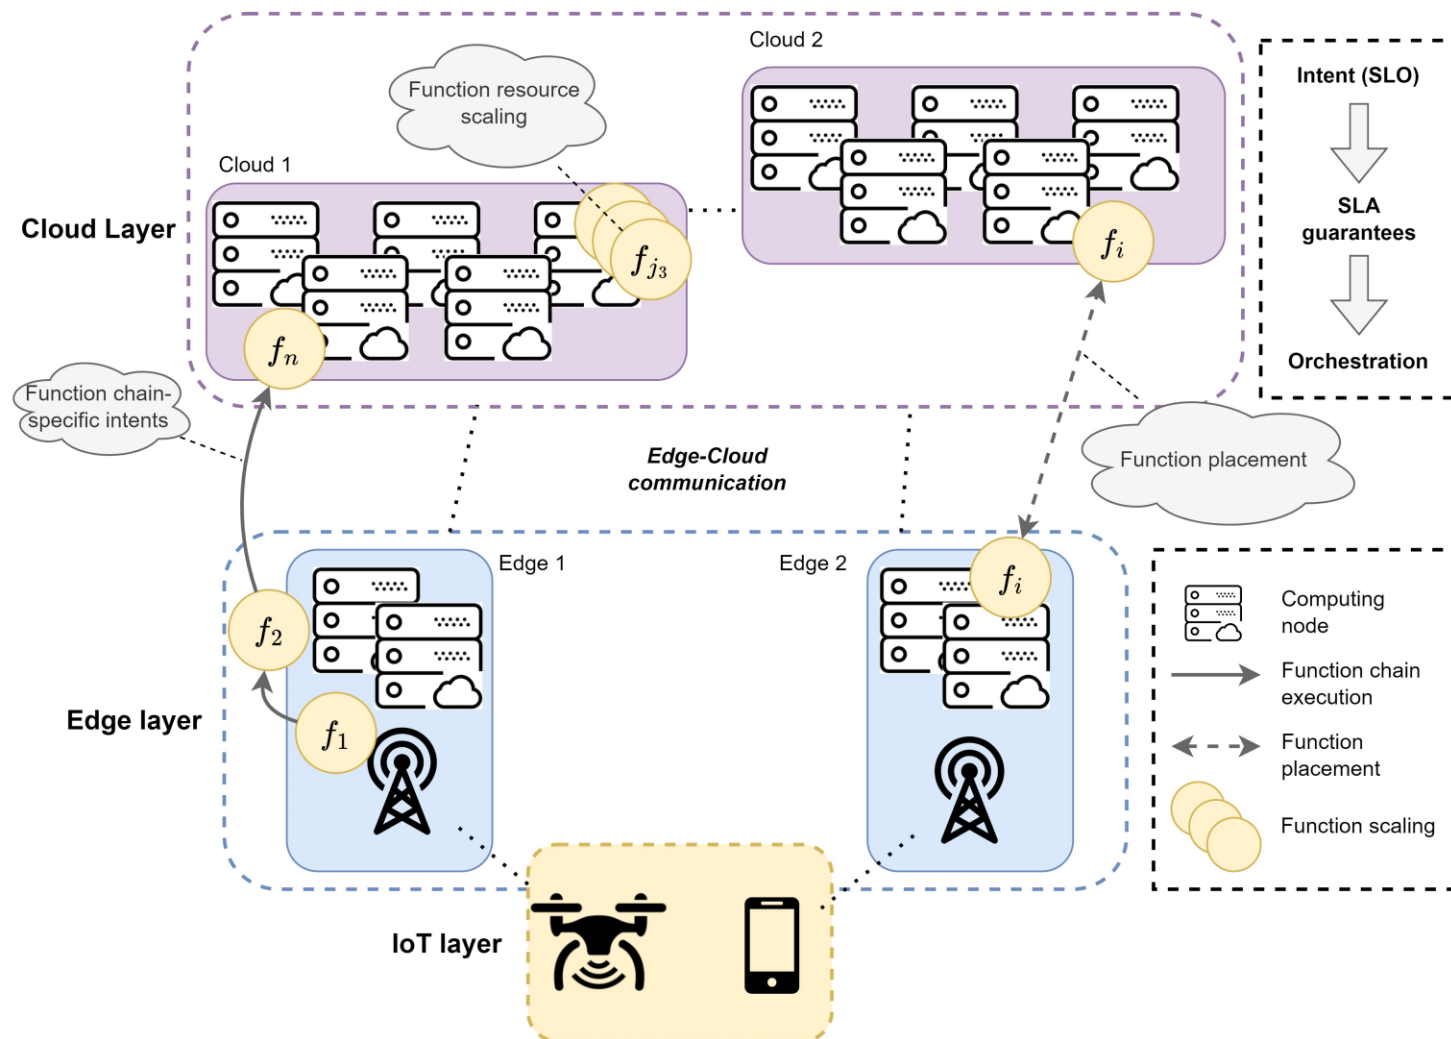 Cloud 2
Intent (SLO)
Function resource
scaling
Cloud 1
SLA
guarantees
Cloud Layer
f_i
f_{j_3}
f_n
Orchestration
Function chain-
specific intents
Edge-Cloud
communication
Function placement
Edge 1
Edge 2
f_i
Computing
node
f_2
Function chain
execution
Edge layer
f_1
Function
placement
Function scaling
IoT layer